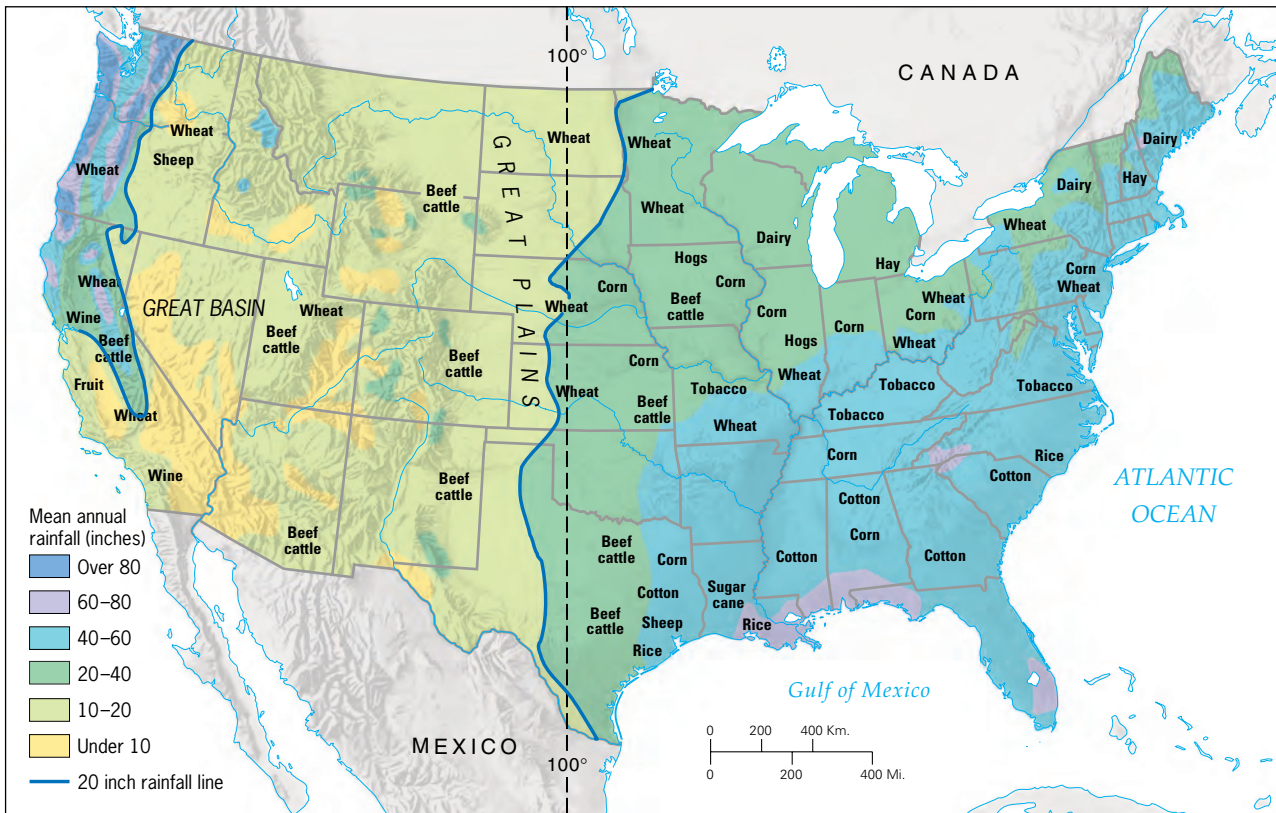 100°
CANADA
Wheat
Sheep
Wheat
Wheat
Wheat
Beef
cattle
GREAT PLAINS
Wheat
Dairy
Hay
Dairy
Wheat
Dairy
Hogs
Corn
Beef
cattle
Hay
Corn
Wheat
Wheat
Wine
Beef
cattle
Fruit
Wheat
Wine
GREAT BASIN
Wheat
Beef
cattle
Beef
cattle
Wheat
Corn
Corn
Hogs
Wheat
Corn
Wheat
Corn
Wheat
Wheat
Corn
Beef
cattle
Tobacco
Wheat
Tobacco
Tobacco
Tobacco
Corn
Rice
Cotton
Cotton
Corn
Cotton
Cotton
Beef
cattle
Beef
cattle
Beef
cattle
Beef
cattle
Corn
Cotton
Sheep
Rice
Sugar
cane
Rice
ATLANTIC
OCEAN
Gulf of Mexico
MEXICO
100°
Mean annual
rainfall (inches)
Over 80
60–80
40–60
20–40
10–20
Under 10
20 inch rainfall line
0 200 400 Km.
0 200 400 Mi.